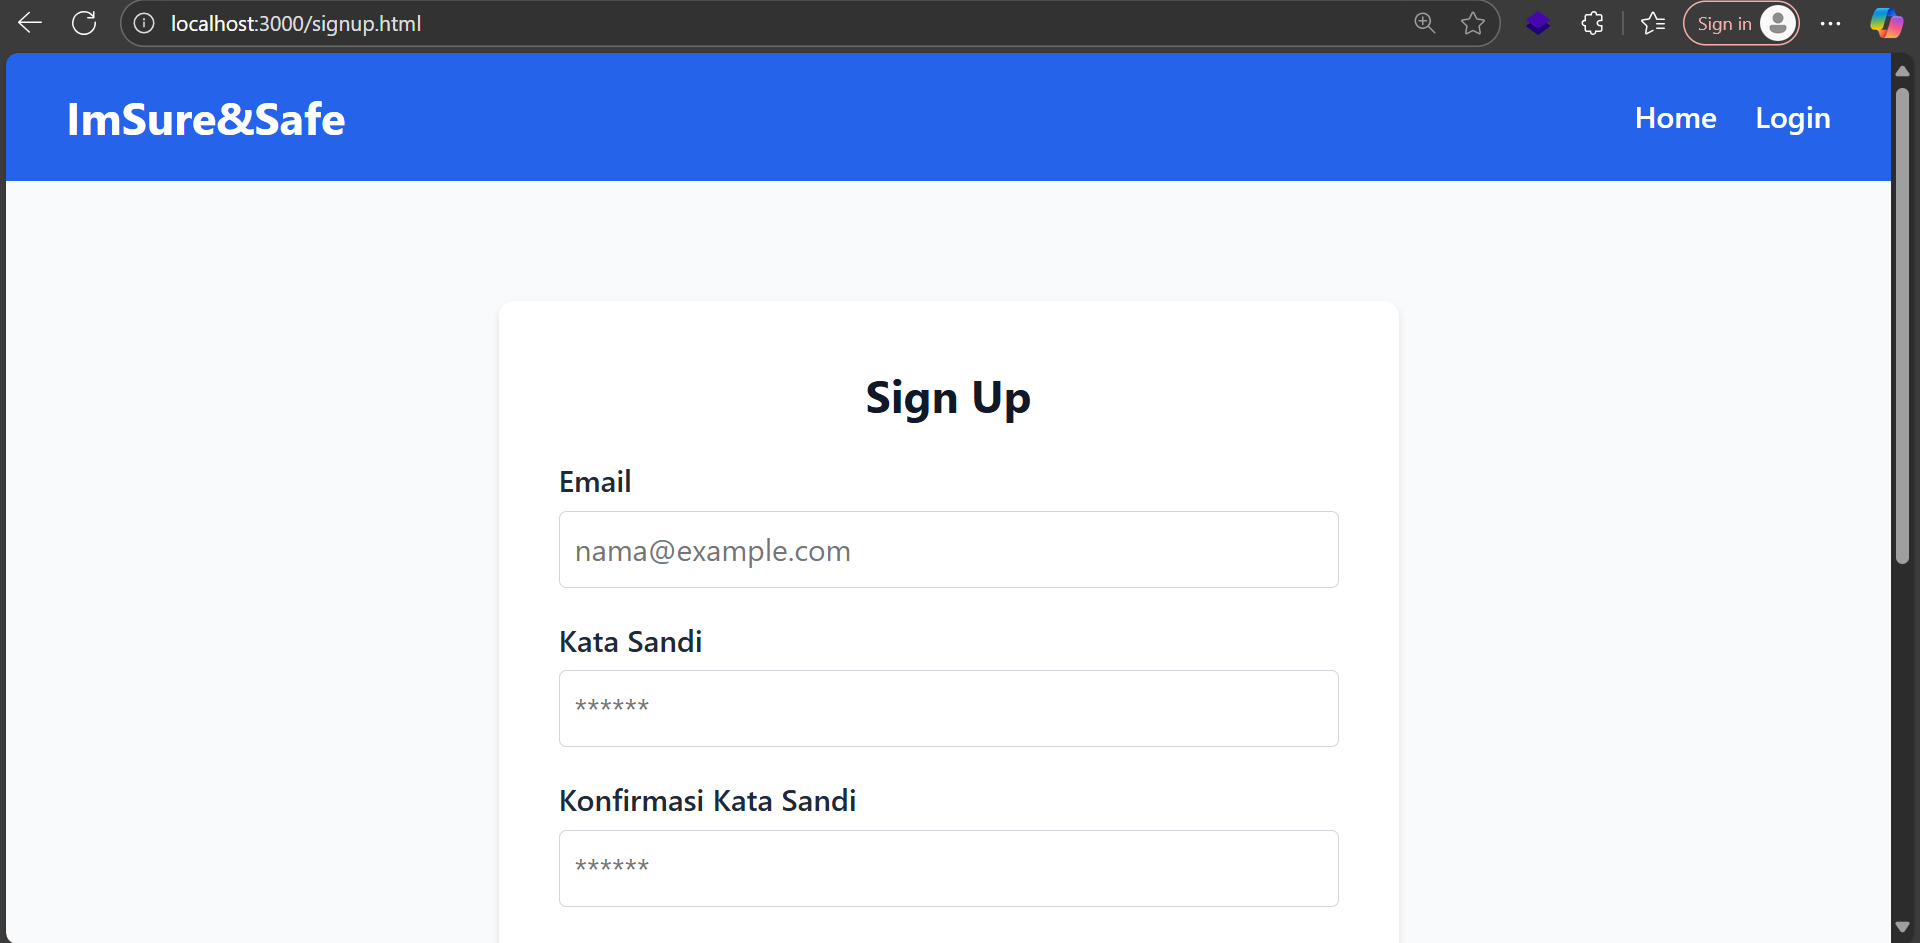 localhost:3000/signup.html
Sign in
ImSure&Safe
Home Login
Sign Up
Email
nama@example.com
Kata Sandi
******
Konfirmasi Kata Sandi
******